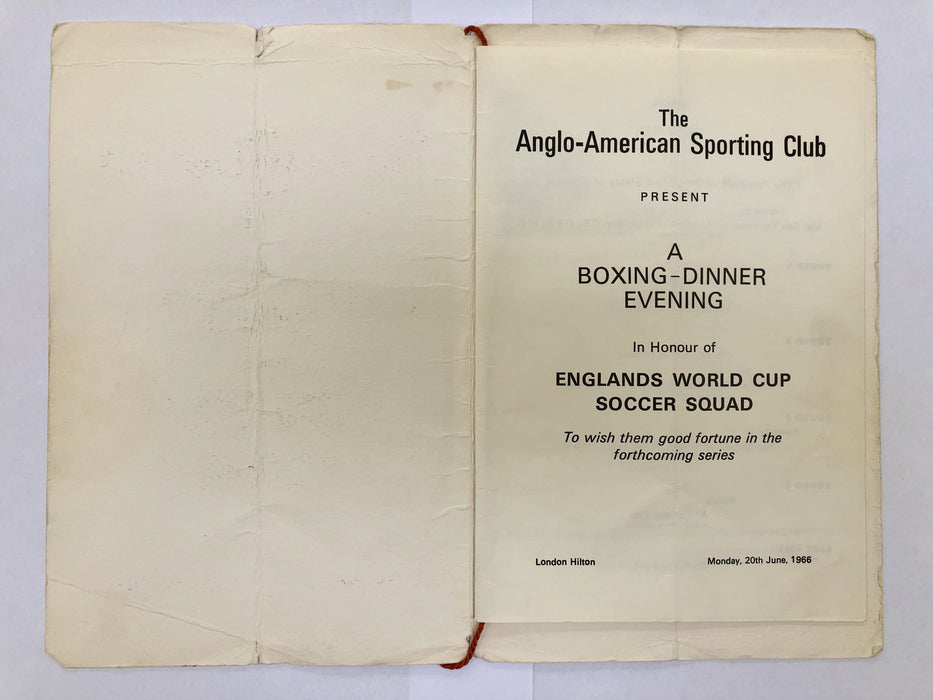 The
Anglo-American Sporting Club
PRESENT
A
BOXING-DINNER
EVENING
In Honour of
ENGLANDS WORLD CUP
SOCCER SQUAD
To wish them good fortune in the
forthcoming series
London Hilton Monday, 20th June, 1966